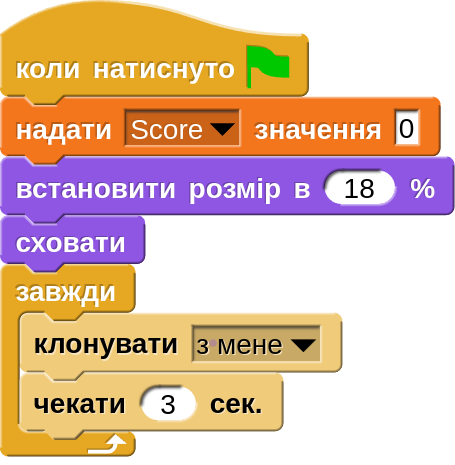 коли натиснуто
надати Score значення 0
встановити розмір в 18 %
сховати
завжди
клонувати з мене
чекати 3 сек.